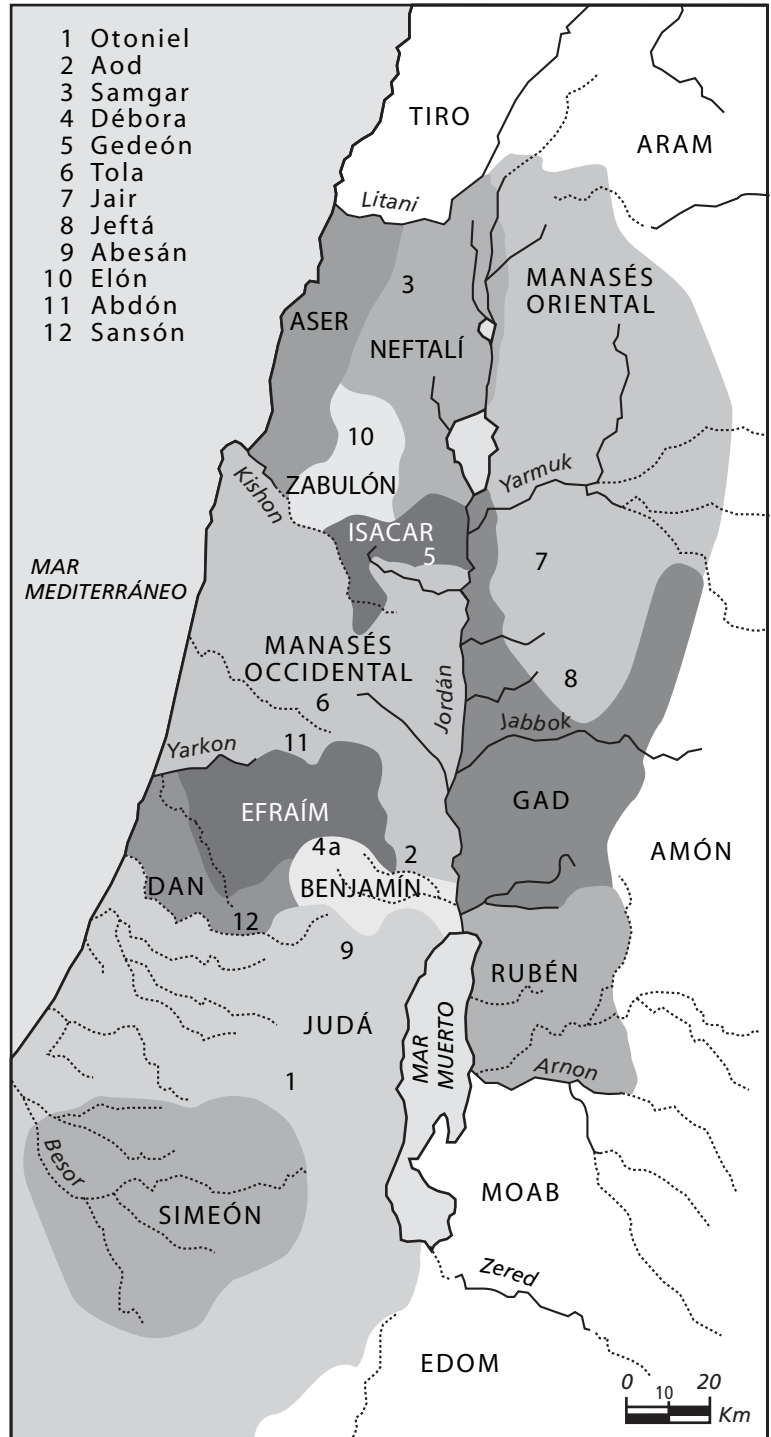 1 Otoniel
2 Aod
3 Samgar
4 Débora
5 Gedeón
6 Tola
7 Jair
8 Jeftá
9 Abesán
10 Elón
11 Abdón
12 Sansón
TIRO
ARAM
Litani
3
MANASÉS
ORIENTAL
ASER
NEFTALÍ
10
Kishon
ZABULÓN
Yarmuk
ISACAR
5
7
MAR
MEDITERRÁNEO
MANASÉS
OCCIDENTAL
6
Jordán
8
Yarkon
11
Jabbok
EFRAÍM
GAD
4a
2
AMÓN
DAN
BENJAMÍN
12
9
RUBÉN
JUDÁ
MAR
MUERTO
1
Arnon
Besor
SIMEÓN
MOAB
Zered
EDOM
0 10 20
Km